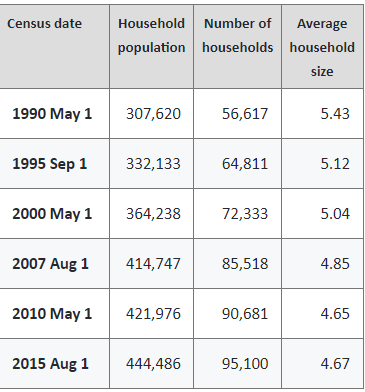 Census date Household population Number of households Average household size
1990 May 1 307,620 56,617 5.43
1995 Sep 1 332,133 64,811 5.12
2000 May 1 364,238 72,333 5.04
2007 Aug 1 414,747 85,518 4.85
2010 May 1 421,976 90,681 4.65
2015 Aug 1 444,486 95,100 4.67